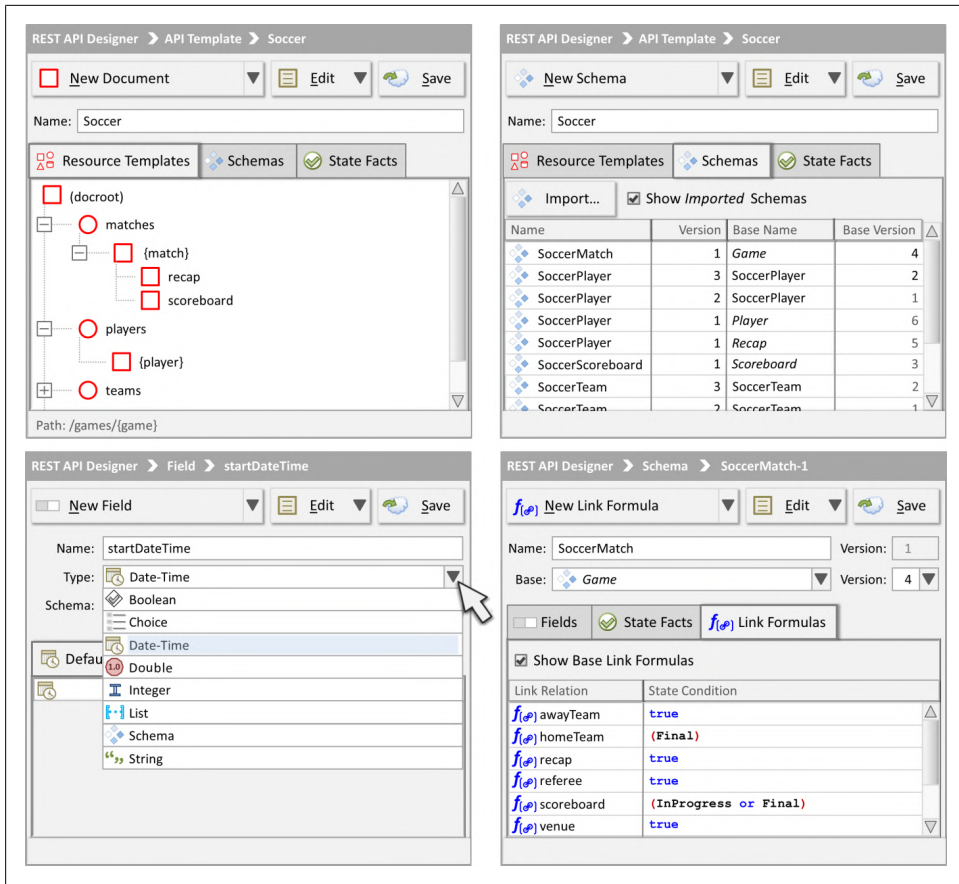 REST API Designer ❯ API Template ❯ Soccer
New Document Edit Save
Name: Soccer
Resource Templates Schemas State Facts
(docroot)
matches
{match}
recap
scoreboard
players
{player}
teams
Path: /games/{game}
REST API Designer ❯ API Template ❯ Soccer
New Schema Edit Save
Name: Soccer
Resource Templates Schemas State Facts
Import... Show Imported Schemas
Name Version Base Name Base Version
SoccerMatch 1 Game 4
SoccerPlayer 3 SoccerPlayer 2
SoccerPlayer 2 SoccerPlayer 1
SoccerPlayer 1 Player 6
SoccerPlayer 1 Recap 5
SoccerScoreboard 1 Scoreboard 3
SoccerTeam 3 SoccerTeam 2
SoccerTeam 2 SoccerTeam 1
REST API Designer ❯ Field ❯ startDateTime
New Field Edit Save
Name: startDateTime
Type: Date-Time
Schema: Boolean
Choice
Date-Time
Defau 1.0 Double
Integer
List
Schema
String
REST API Designer ❯ Schema ❯ SoccerMatch-1
New Link Formula Edit Save
Name: SoccerMatch Version: 1
Base: Game Version: 4
Fields State Facts Link Formulas
Show Base Link Formulas
Link Relation State Condition
awayTeam true
homeTeam (Final)
recap true
referee true
scoreboard (InProgress or Final)
venue true